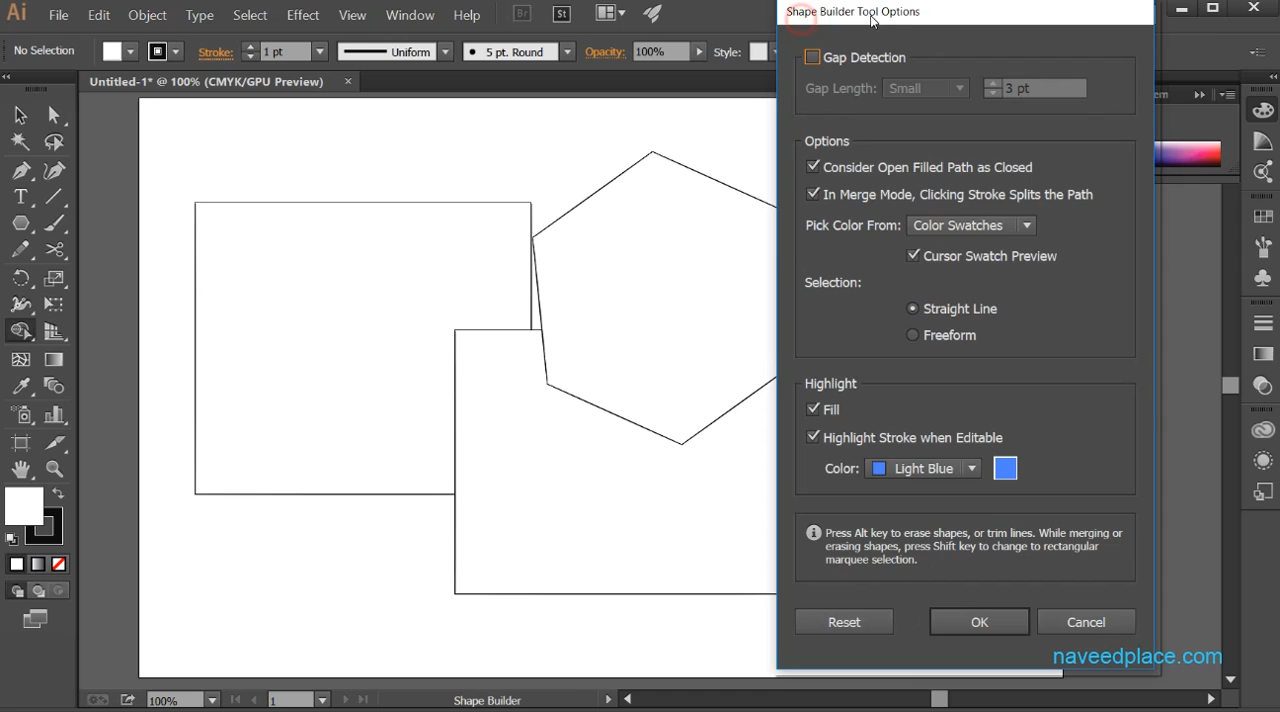 Ai File Edit Object Type Select Effect View Window Help Br St
No Selection Stroke: 1 pt Uniform 5 pt. Round Opacity: 100% Style:
Untitled-1* @ 100% (CMYK/GPU Preview) ×
Shape Builder Tool Options
Gap Detection
Gap Length: Small 3 pt
Options
Consider Open Filled Path as Closed
In Merge Mode, Clicking Stroke Splits the Path
Pick Color From: Color Swatches
Cursor Swatch Preview
Selection:
Straight Line
Freeform
Highlight
Fill
Highlight Stroke when Editable
Color: Light Blue
Press Alt key to erase shapes, or trim lines. While merging or
erasing shapes, press Shift key to change to rectangular
marquee selection.
Reset OK Cancel
naveedplace.com
100% 1 Shape Builder